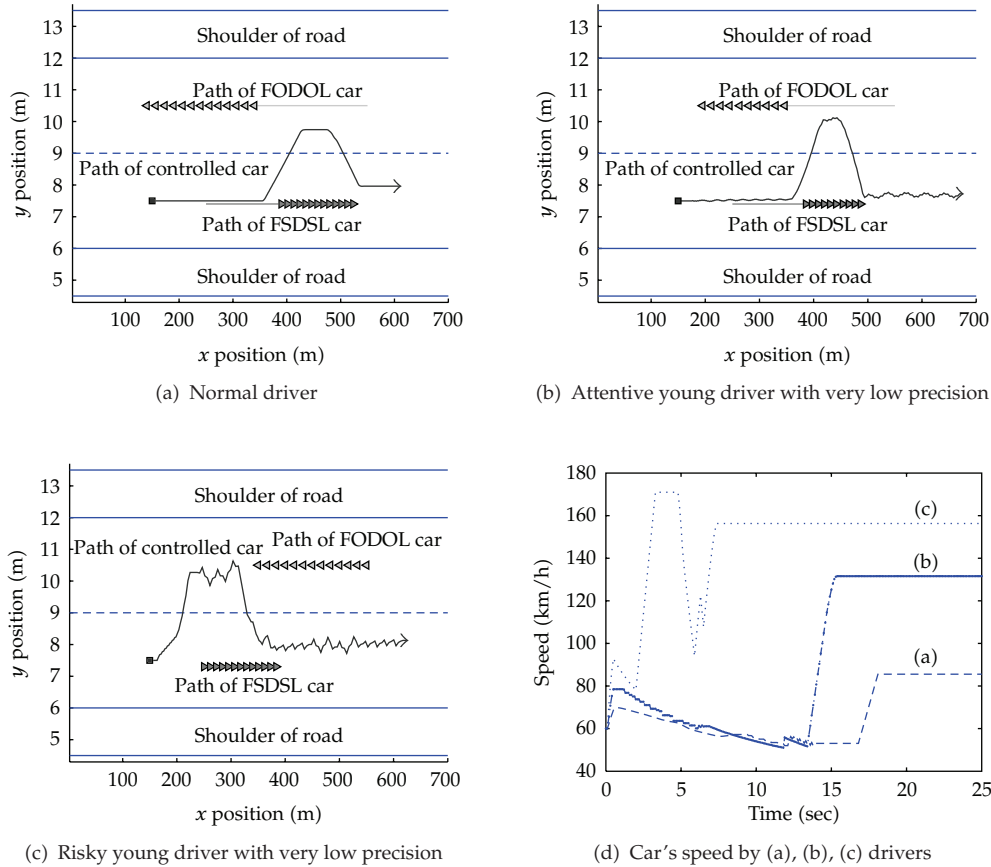 Shoulder of road
Path of FODOL car
Path of controlled car
Path of FSDSL car
Shoulder of road
13
12
11
10
9
8
7
6
5
y position (m)
100 200 300 400 500 600 700
x position (m)
(a) Normal driver
Shoulder of road
Path of FODOL car
Path of controlled car
Path of FSDSL car
Shoulder of road
13
12
11
10
9
8
7
6
5
y position (m)
100 200 300 400 500 600 700
x position (m)
(b) Attentive young driver with very low precision
Shoulder of road
Path of controlled car
Path of FODOL car
Path of FSDSL car
Shoulder of road
13
12
11
10
9
8
7
6
5
y position (m)
100 200 300 400 500 600 700
x position (m)
(c) Risky young driver with very low precision
180
160
140
120
100
80
60
40
Speed (km/h)
(c)
(b)
(a)
0 5 10 15 20 25
Time (sec)
(d) Car's speed by (a), (b), (c) drivers